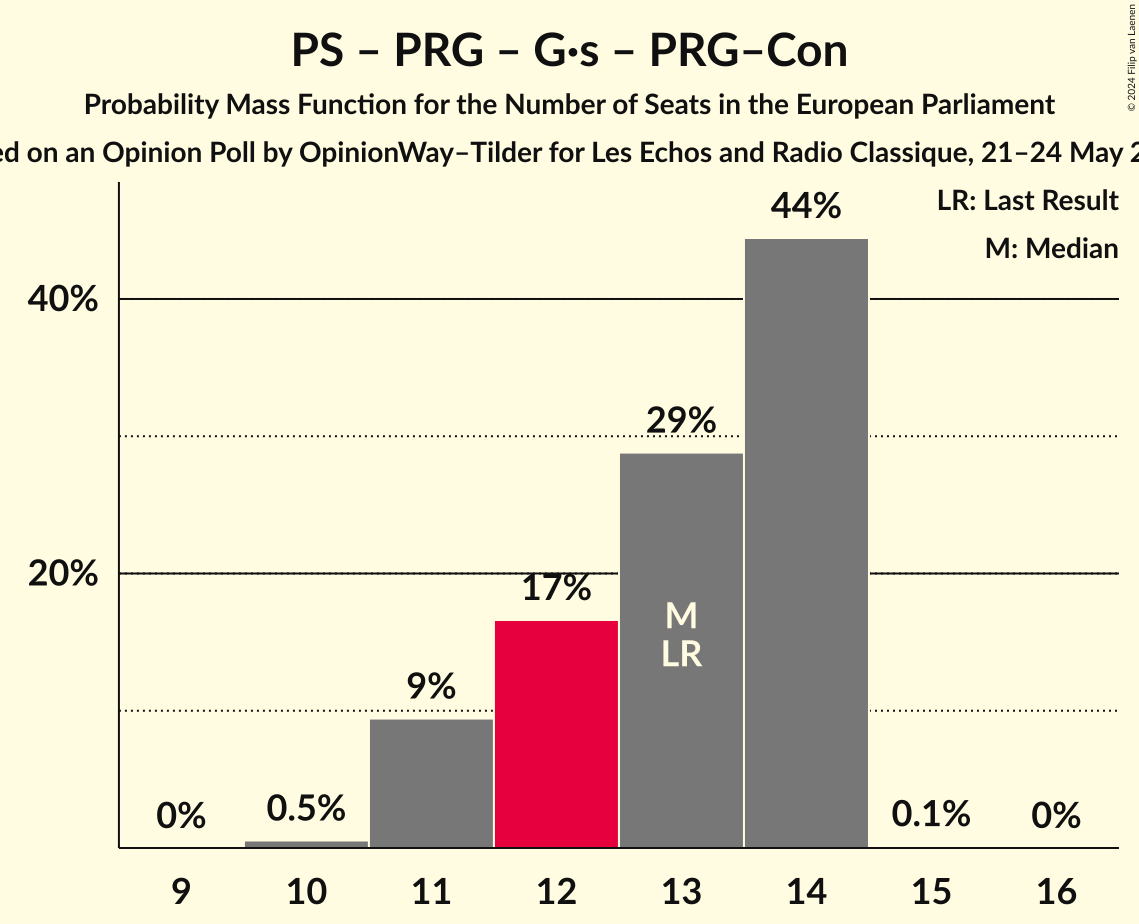 PS – PRG – G·s – PRG–Con
Probability Mass Function for the Number of Seats in the European Parliament
on an Opinion Poll by OpinionWay–Tilder for Les Echos and Radio Classique, 21–24 May
© 2024 Filip van Laenen
LR: Last Result
M: Median
44%
40%
29%
20%
17%
M
LR
9%
0%
0.5%
0.1%
0%
9
10
11
12
13
14
15
16